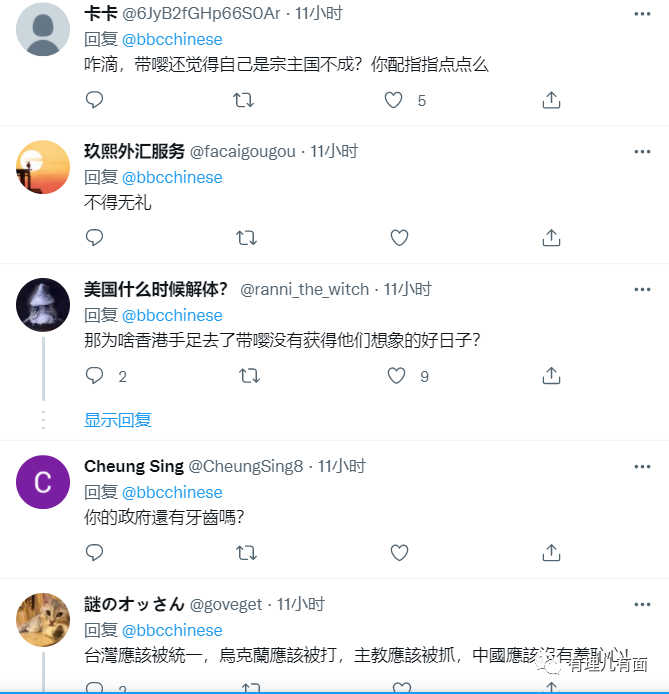 卡卡 @6JyB2fGHp66S0Ar · 11小时
回复 @bbcchinese
咋滴，带嘤还觉得自己是宗主国不成？你配指指点点么
5
玖熙外汇服务 @facaigougou · 11小时
回复 @bbcchinese
不得无礼
美国什么时候解体？ @ranni_the_witch · 11小时
回复 @bbcchinese
那为啥香港手足去了带嘤没有获得他们想象的好日子？
2 9
显示回复
C
Cheung Sing @CheungSing8 · 11小时
回复 @bbcchinese
你的政府還有牙齒嗎？
謎のオッさん @goveget · 11小时
回复 @bbcchinese
台灣應該被統一，烏克蘭應該被打，主教應該被抓，中國應該沒有羞恥心！
有理儿有面
2